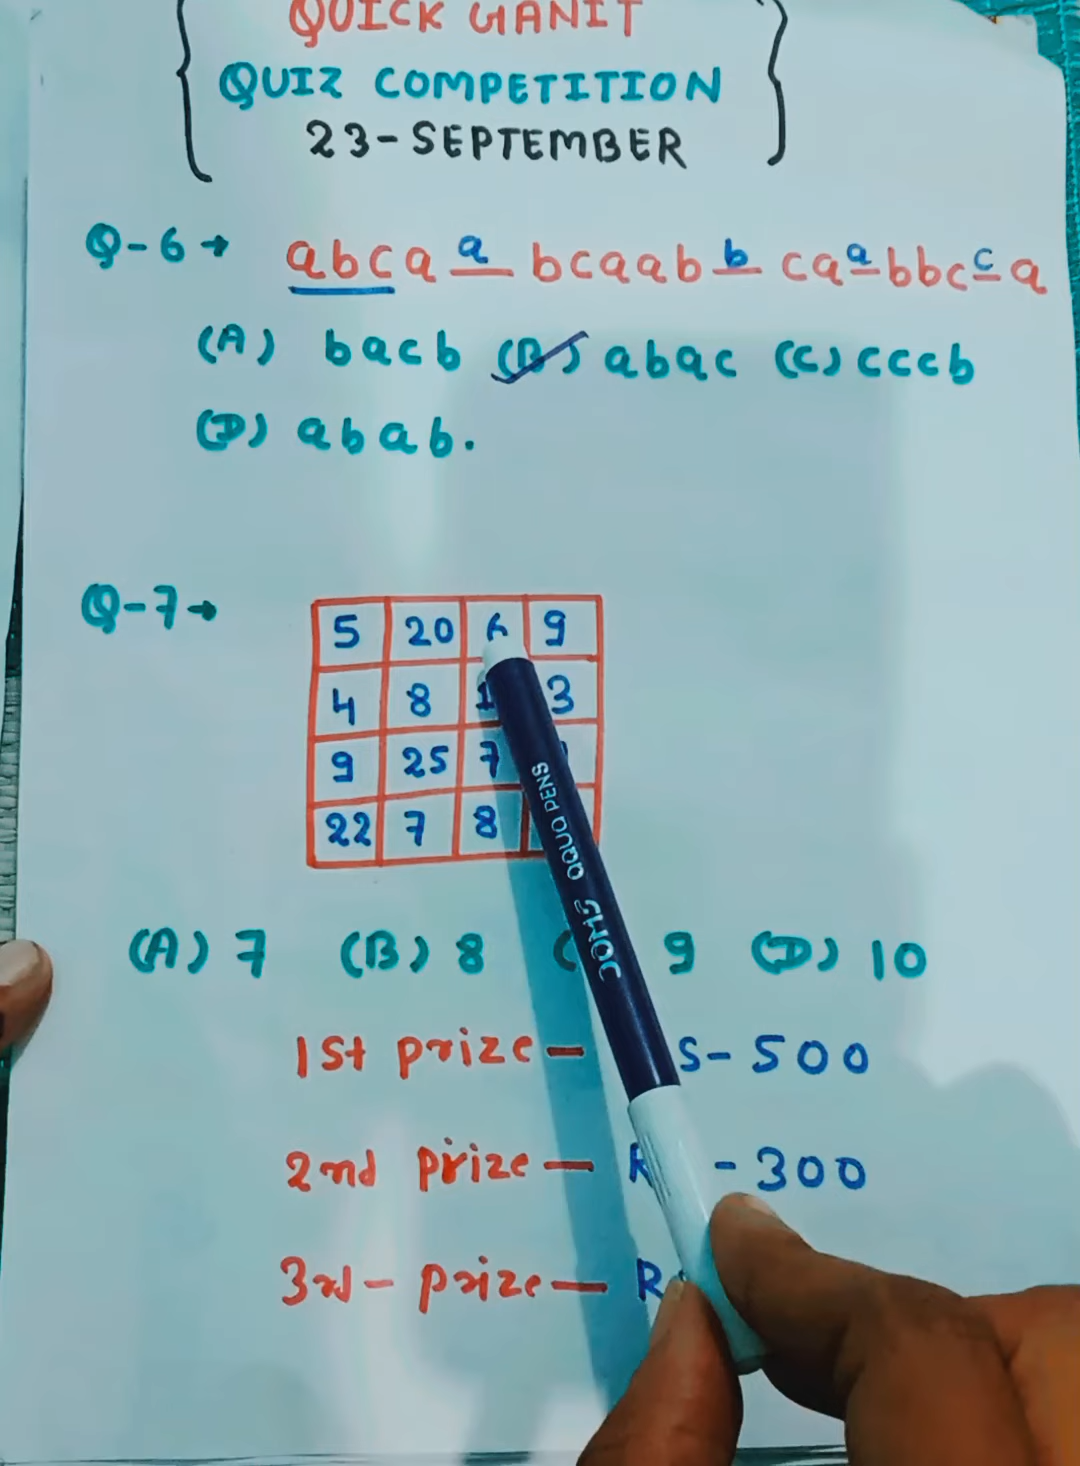 QUICK GANIT
QUIZ COMPETITION
23-SEPTEMBER
Q-6→ abca a bcaab b ca a bbc c a
(A) bacb (B) abac (C) cccb
(D) abab.
Q-7→
5 20 6 9
4 8 3
9 25 7
22 7 8
(A) 7 (B) 8 9 (D) 10
1st prize- S-500
2nd prize- R -300
3rd-prize- R
JOMS AQUA PENS